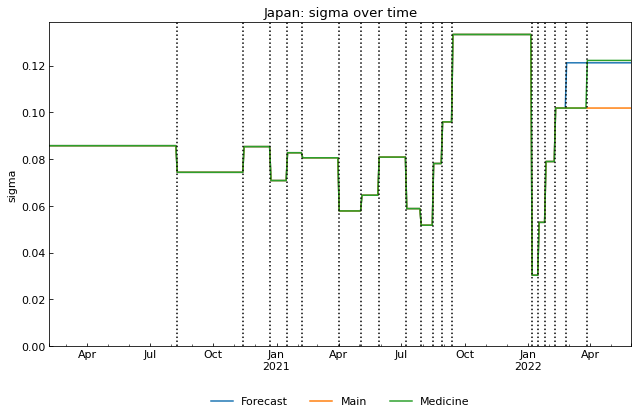 Japan: sigma over time
0.12
0.10
0.08
0.06
0.04
0.02
0.00
sigma
Apr Jul Oct Jan Apr Jul Oct Jan Apr
2021 2022
Forecast Main Medicine